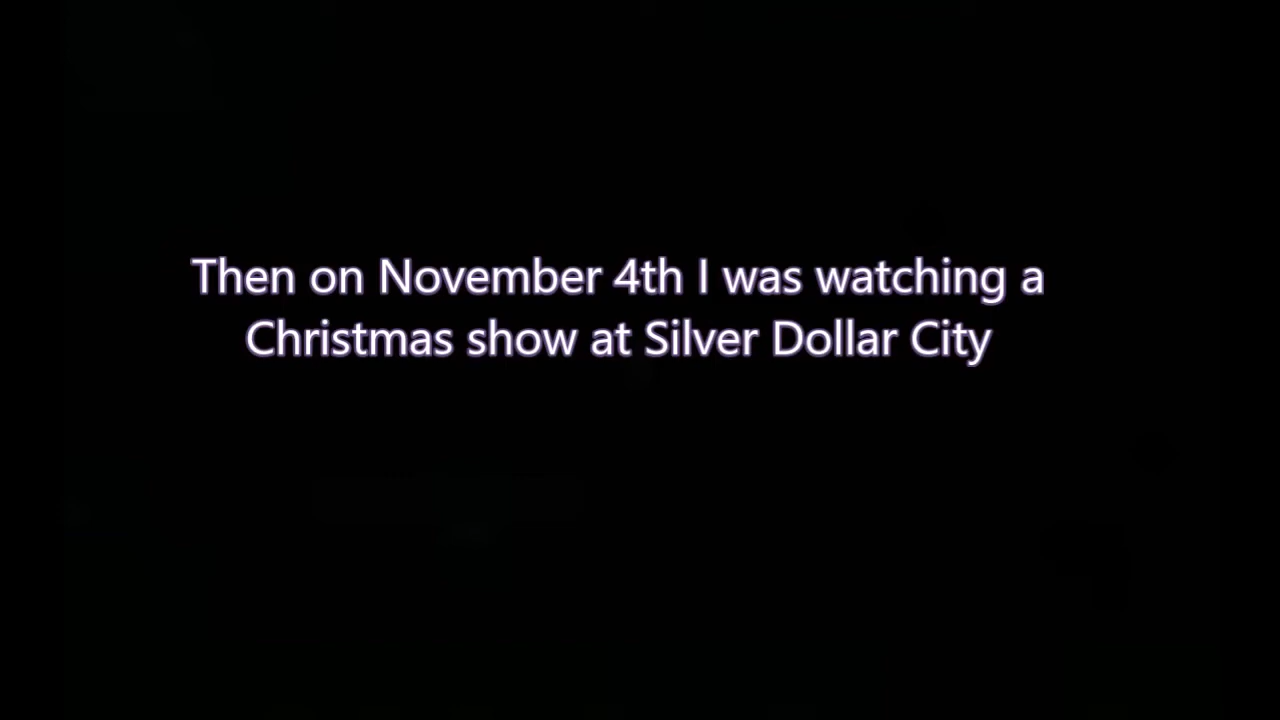 Then on November 4th I was watching a
Christmas show at Silver Dollar City